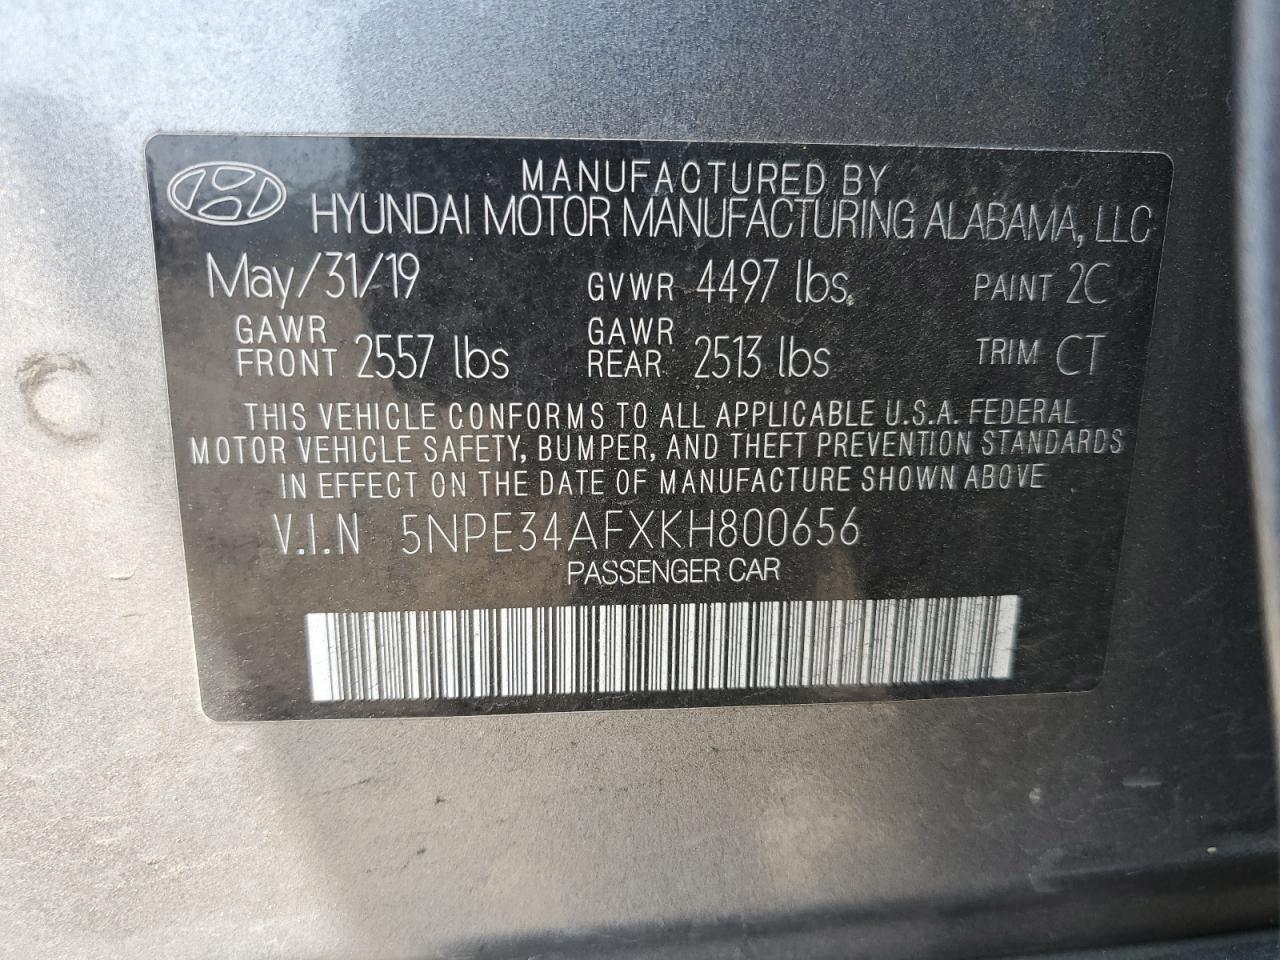 MANUFACTURED BY
HYUNDAI MOTOR MANUFACTURING ALABAMA, LLC
May/31/19 GVWR 4497 lbs. PAINT 2C
GAWR FRONT 2557 lbs GAWR REAR 2513 lbs TRIM CT
THIS VEHICLE CONFORMS TO ALL APPLICABLE U.S.A. FEDERAL
MOTOR VEHICLE SAFETY, BUMPER, AND THEFT PREVENTION STANDARDS
IN EFFECT ON THE DATE OF MANUFACTURE SHOWN ABOVE
V.I.N 5NPE34AFXKH800656
PASSENGER CAR